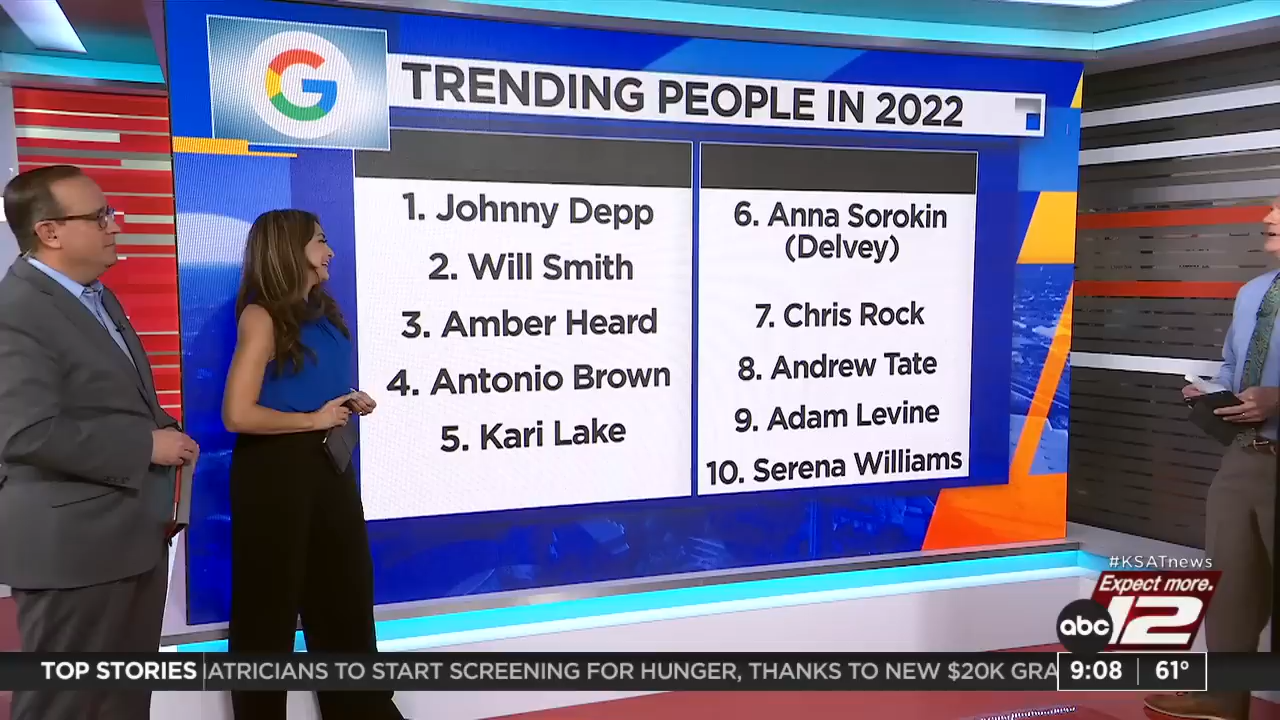 G
TRENDING PEOPLE IN 2022
1. Johnny Depp
2. Will Smith
3. Amber Heard
4. Antonio Brown
5. Kari Lake
6. Anna Sorokin
(Delvey)
7. Chris Rock
8. Andrew Tate
9. Adam Levine
10. Serena Williams
#KSATnews
Expect more.
abc 12
TOP STORIES IATRICIANS TO START SCREENING FOR HUNGER, THANKS TO NEW $20K GRA 9:08 61°